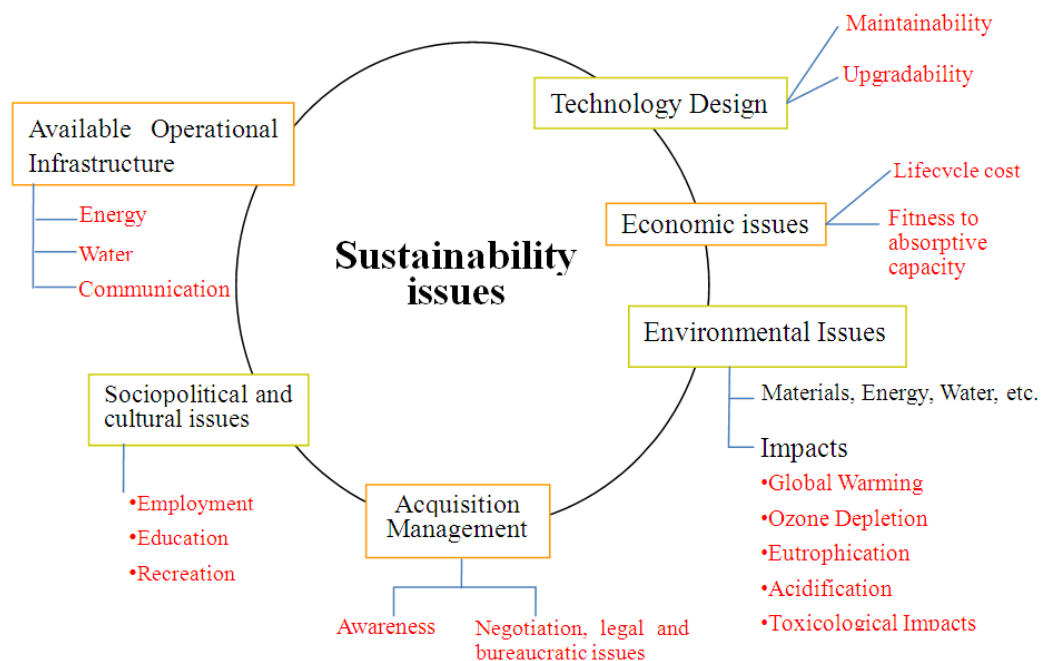 Maintainability
Upgradability
Technology Design
Available Operational
Infrastructure
Energy
Water
Communication
Lifecycle cost
Economic issues
Fitness to
absorptive
capacity
Sustainability
issues
Environmental Issues
Materials, Energy, Water, etc.
Impacts
•Global Warming
•Ozone Depletion
•Eutrophication
•Acidification
•Toxicological Impacts
Sociopolitical and
cultural issues
•Employment
•Education
•Recreation
Acquisition
Management
Awareness
Negotiation, legal and
bureaucratic issues